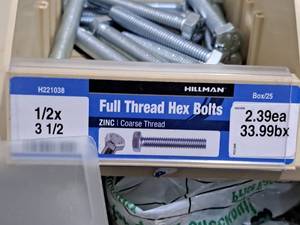 H221038
HILLMAN
Box/25
1/2x
3 1/2
Full Thread Hex Bolts
ZINC | Coarse Thread
2.39ea
33.99bx